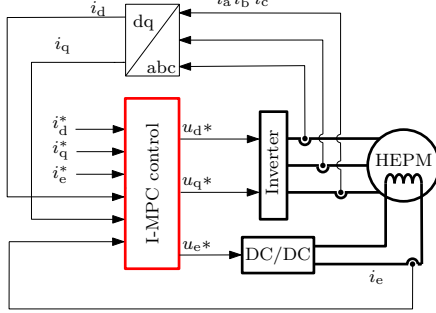 i_d
i_a i_b i_c
dq
i_q
abc
i_d^*
i_q^*
i_e^*
I-MPC control
u_d*
u_q*
u_e*
Inverter
HEPM
DC/DC
i_e